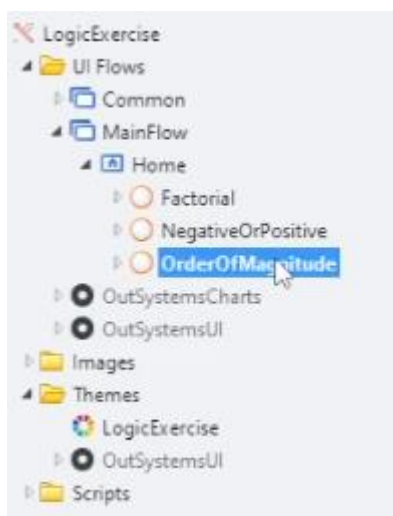 LogicExercise
UI Flows
Common
MainFlow
Home
Factorial
NegativeOrPositive
OrderOfMagnitude
OutSystemsCharts
OutSystemsUI
Images
Themes
LogicExercise
OutSystemsUI
Scripts